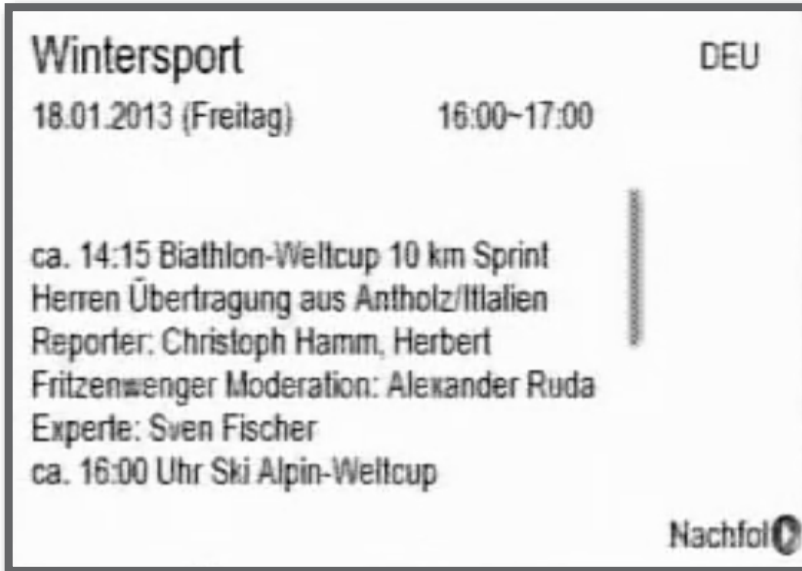 Wintersport DEU
18.01.2013 (Freitag) 16:00~17:00
ca. 14:15 Biathlon-Weltcup 10 km Sprint
Herren Übertragung aus Antholz/Itlalien
Reporter: Christoph Hamm, Herbert
Fritzenwenger Moderation: Alexander Ruda
Experte: Sven Fischer
ca. 16:00 Uhr Ski Alpin-Weltcup
Nachfol